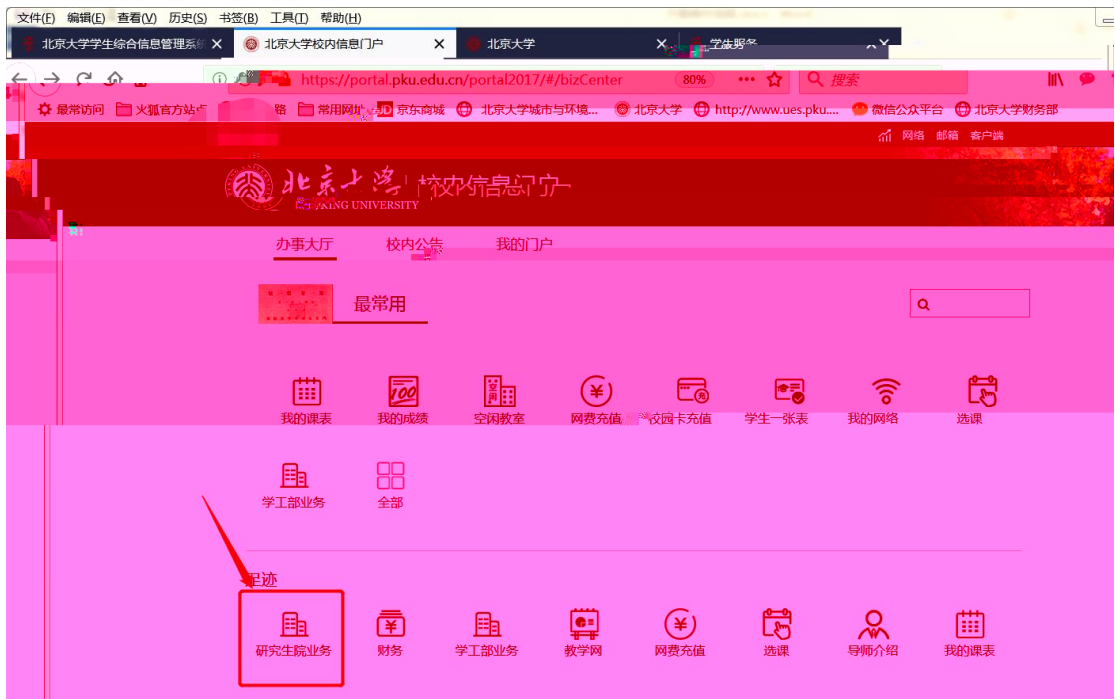 文件(F) 编辑(E) 查看(V) 历史(S) 书签(B) 工具(T) 帮助(H)
北京大学学生综合信息管理系统 北京大学校内信息门户 北京大学
https://portal.pku.edu.cn/portal2017/#/bizCenter 80% 搜索
最常访问 火狐官方站点 常用网址 JD 京东商城 北京大学城市与环境... 北京大学 http://www.ues.pku.... 微信公众平台 北京大学财务部
网络 邮箱 客户端
北京大学 校内信息门户
UNIVERSITY
办事大厅 校内公告 我的门户
最常用
我的课表 我的成绩 空闲教室 网费充值 校园卡充值 学生一张表 我的网络 选课
学工部业务 全部
足迹
研究生院业务 财务 学工部业务 教学网 网费充值 选课 导师介绍 我的课表